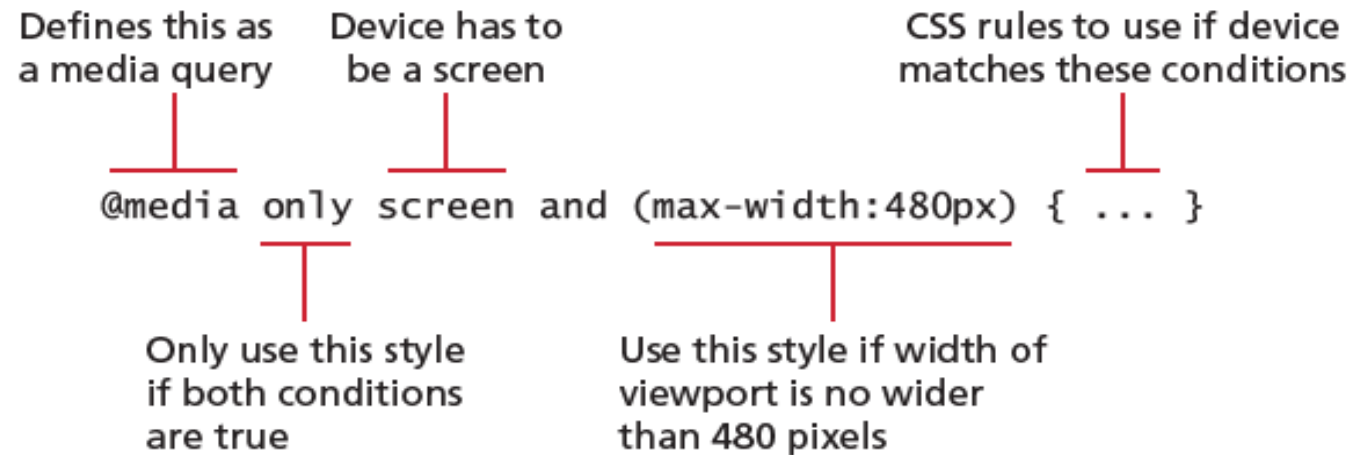 Defines this as
a media query
Device has to
be a screen
CSS rules to use if device
matches these conditions
@media only screen and (max-width:480px) { ... }
Only use this style
if both conditions
are true
Use this style if width of
viewport is no wider
than 480 pixels